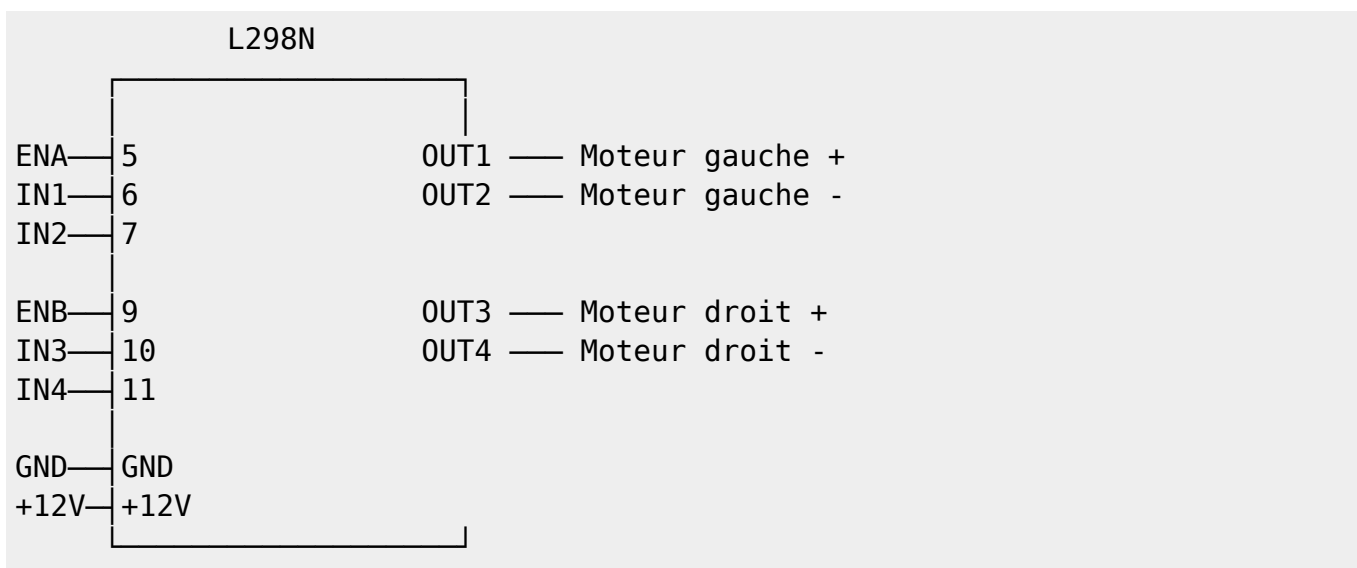 L298N
ENA 5 OUT1 —— Moteur gauche +
IN1 6 OUT2 —— Moteur gauche -
IN2 7
ENB 9 OUT3 —— Moteur droit +
IN3 10 OUT4 —— Moteur droit -
IN4 11
GND GND
+12V +12V